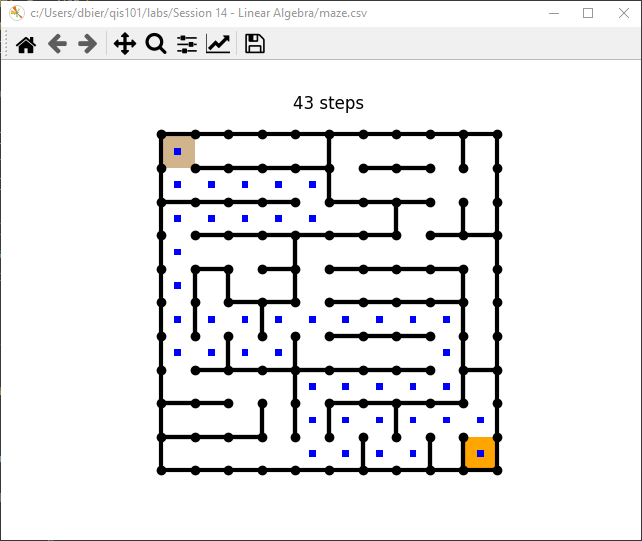 c:/Users/dbier/qis101/labs/Session 14 - Linear Algebra/maze.csv
43 steps